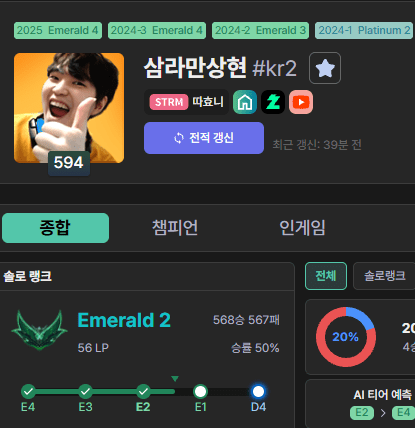 2025 Emerald 4 2024-3 Emerald 4 2024-2 Emerald 3 2024-1 Platinum 2
삼라만상현 #kr2
STRM 따효니
594
전적 갱신 최근 갱신: 39분 전
종합 챔피언 인게임
솔로 랭크 전체 솔로랭크
Emerald 2 568승 567패
56 LP 승률 50%
20% 20
4승
E4 E3 E2 E1 D4
AI 티어 예측
E2 > E4